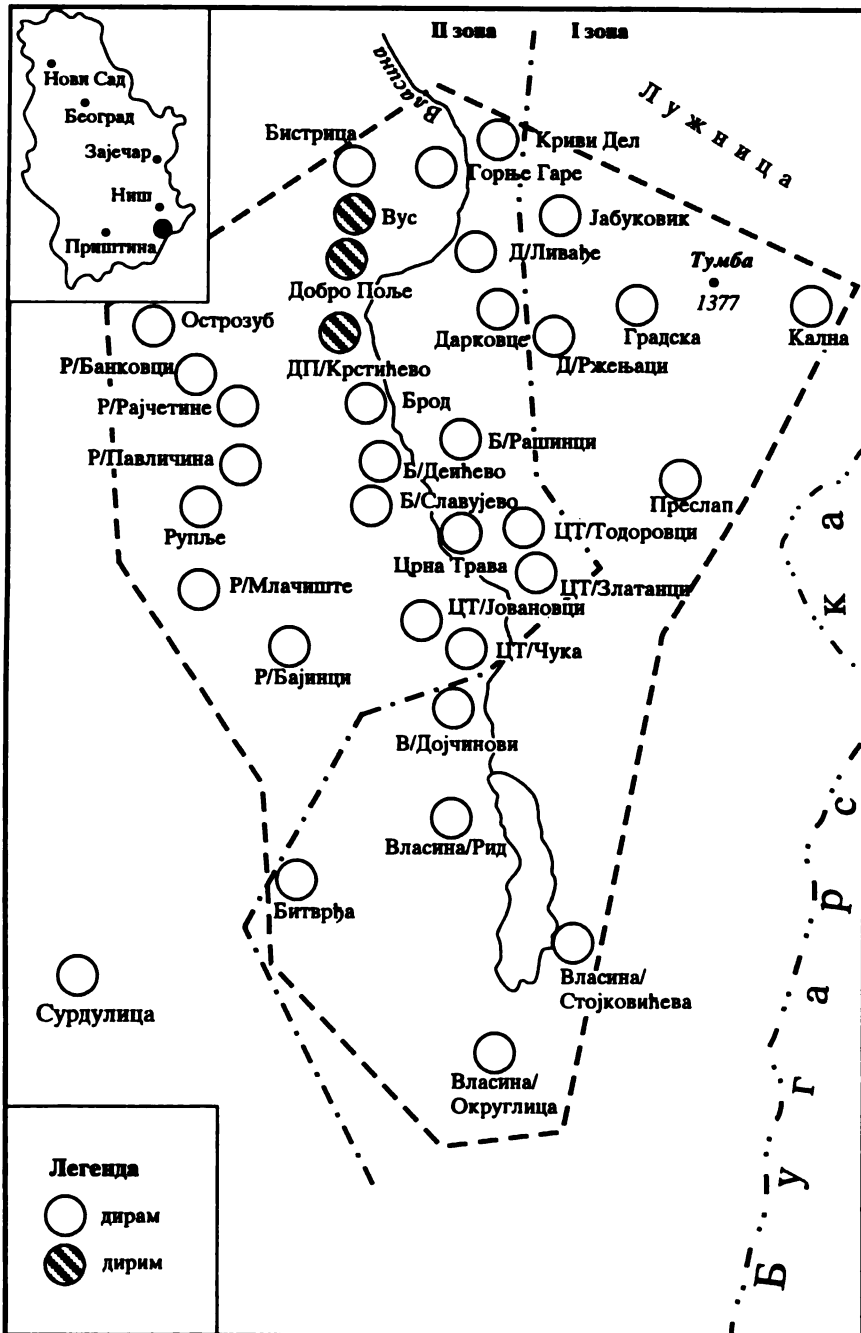 II зона
I зона
Власина
Лужница
Нови Сад
Београд
Зајечар
Ниш
Приштина
Бистрица
Криви Дел
Горње Гаре
Вус
Јабуковик
Д/Ливађе
Добро Поље
Тумба
1377
Острозуб
Дарковце
Градска
Кална
Д/Ржењаци
Р/Банковци
ДП/Крстићево
Р/Рајчетине
Брод
Б/Рашинци
Р/Павличина
Б/Деићево
Преслап
Б/Славујево
Рупље
ЦТ/Тодоровци
Црна Трава
Р/Млачиште
ЦТ/Златанци
ЦТ/Јовановци
ЦТ/Чука
Р/Бајинци
В/Дојчинови
Власина/Рид
Битврђа
Власина/
Стојковићева
Сурдулица
Власина/
Округлица
Бугарска
Легенда
дирам
дирим